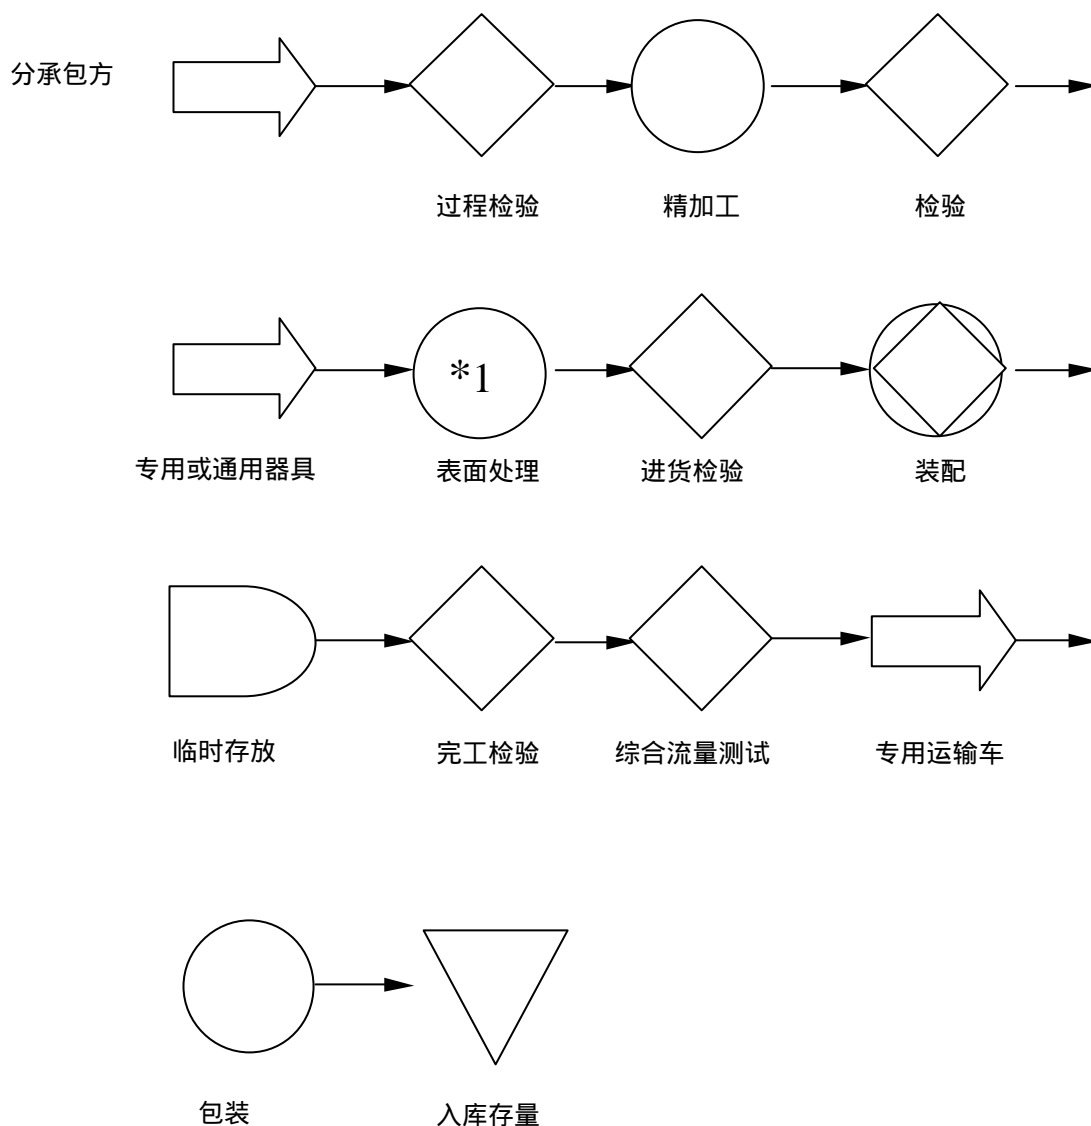 分承包方
过程检验
精加工
检验
*1
专用或通用器具
表面处理
进货检验
装配
临时存放
完工检验
综合流量测试
专用运输车
包装
入库存量